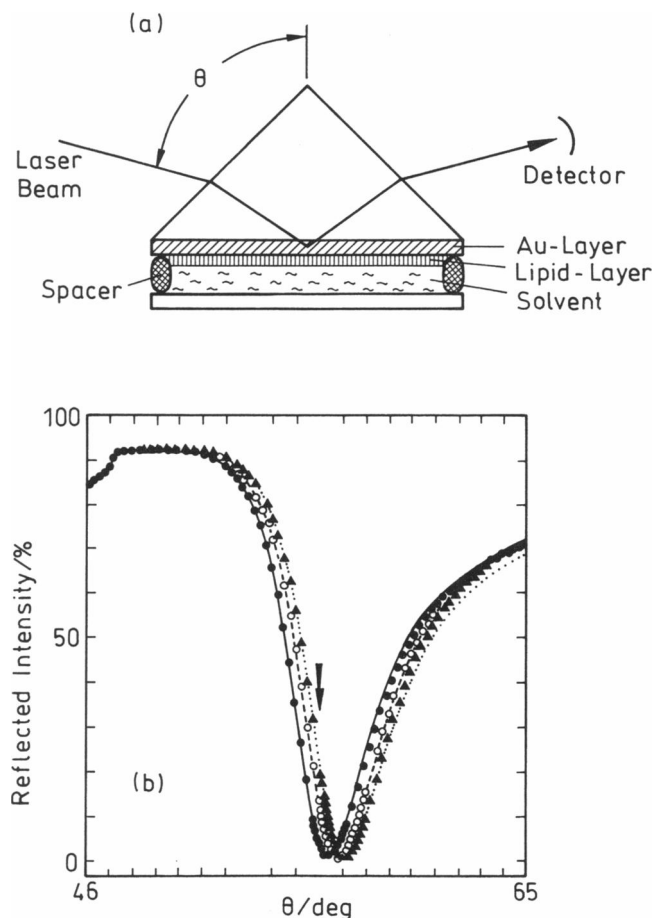 (a)
θ
Laser
Beam
Detector
Au-Layer
Lipid-Layer
Spacer
Solvent
100
50
0
Reflected Intensity/%
(b)
46
65
θ/deg